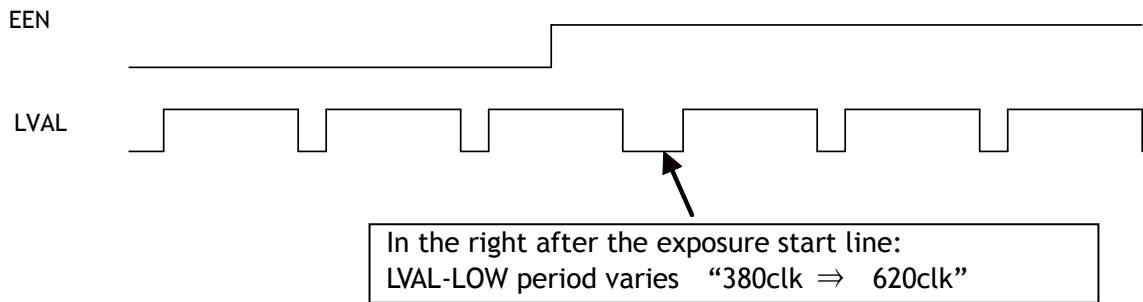 EEN
LVAL
In the right after the exposure start line:
LVAL-LOW period varies “380clk ⇒ 620clk”